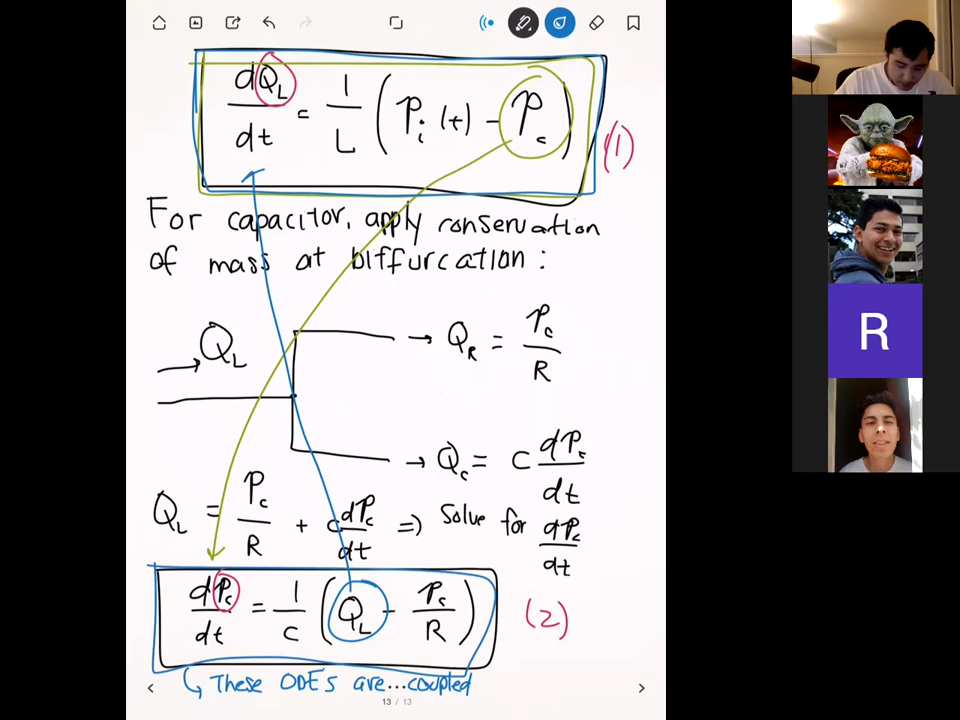 dQ_L/dt = 1/L (P_i (t) - P_c) (1)
For capacitor, apply conservation
of mass at biffurcation :
→ Q_L
→ Q_R = P_c/R
→ Q_c = C dP_c/dt
Q_L = P_c/R + C dP_c/dt ⇒ Solve for dP_c/dt
dP_c/dt = 1/C (Q_L - P_c/R) (2)
↳ These ODEs are...coupled
13 / 13
R